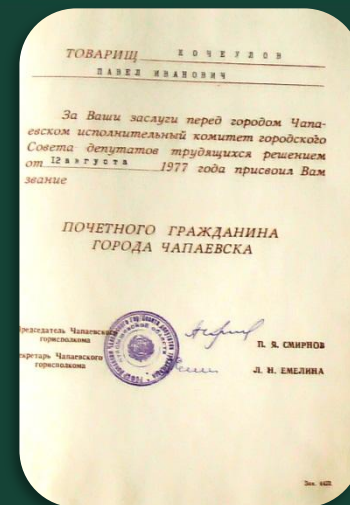 ТОВАРИЩ КОЧЕУЛОВ
ПАВЕЛ ИВАНОВИЧ
За Ваши заслуги перед городом Чапа-
евском исполнительный комитет городского
Совета депутатов трудящихся решением
от 12 августа 1977 года присвоил Вам
звание
ПОЧЕТНОГО ГРАЖДАНИНА
ГОРОДА ЧАПАЕВСКА
Председатель Чапаевского
горисполкома
П. Я. СМИРНОВ
Секретарь Чапаевского
горисполкома
Л. Н. ЕМЕЛИНА
Зак.